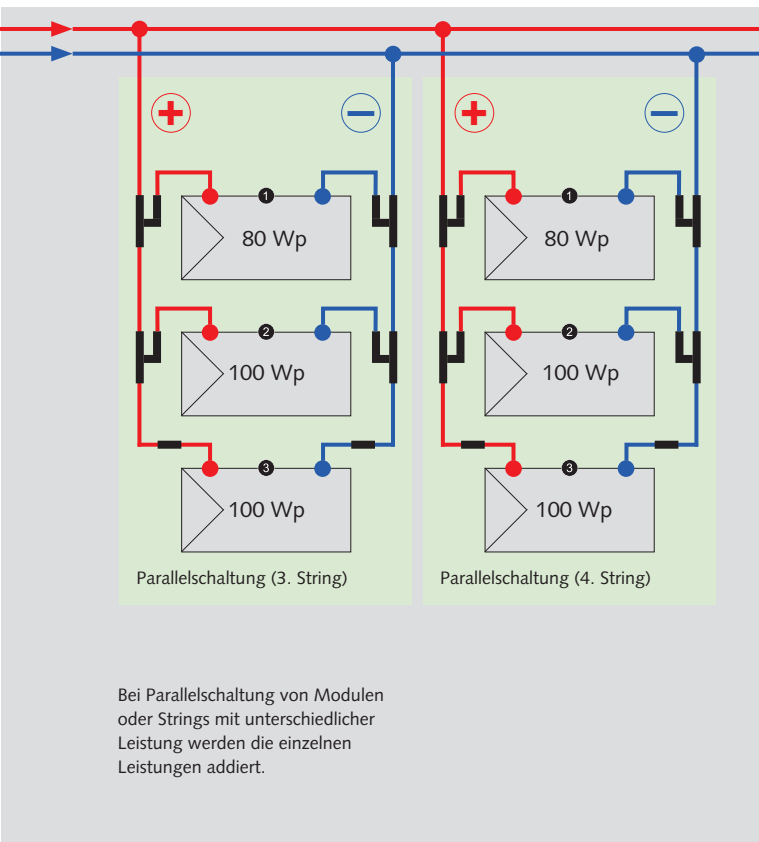 +
−
+
−
1
80 Wp
2
100 Wp
3
100 Wp
Parallelschaltung (3. String)
1
80 Wp
2
100 Wp
3
100 Wp
Parallelschaltung (4. String)
Bei Parallelschaltung von Modulen
oder Strings mit unterschiedlicher
Leistung werden die einzelnen
Leistungen addiert.